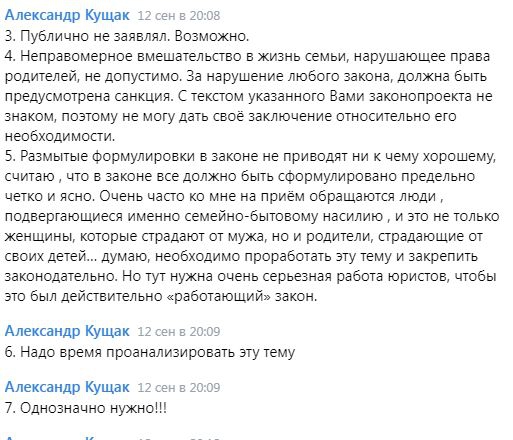 Александр Кущак 12 сен в 20:08
3. Публично не заявлял. Возможно.
4. Неправомерное вмешательство в жизнь семьи, нарушающее права
родителей, не допустимо. За нарушение любого закона, должна быть
предусмотрена санкция. С текстом указанного Вами законопроекта не
знаком, поэтому не могу дать своё заключение относительно его
необходимости.
5. Размытые формулировки в законе не приводят ни к чему хорошему,
считаю , что в законе все должно быть сформулировано предельно
четко и ясно. Очень часто ко мне на приём обращаются люди ,
подвергающиеся именно семейно-бытовому насилию , и это не только
женщины, которые страдают от мужа, но и родители, страдающие от
своих детей... думаю, необходимо проработать эту тему и закрепить
законодательно. Но тут нужна очень серьезная работа юристов, чтобы
это был действительно «работающий» закон.
Александр Кущак 12 сен в 20:09
6. Надо время проанализировать эту тему
Александр Кущак 12 сен в 20:09
7. Однозначно нужно!!!